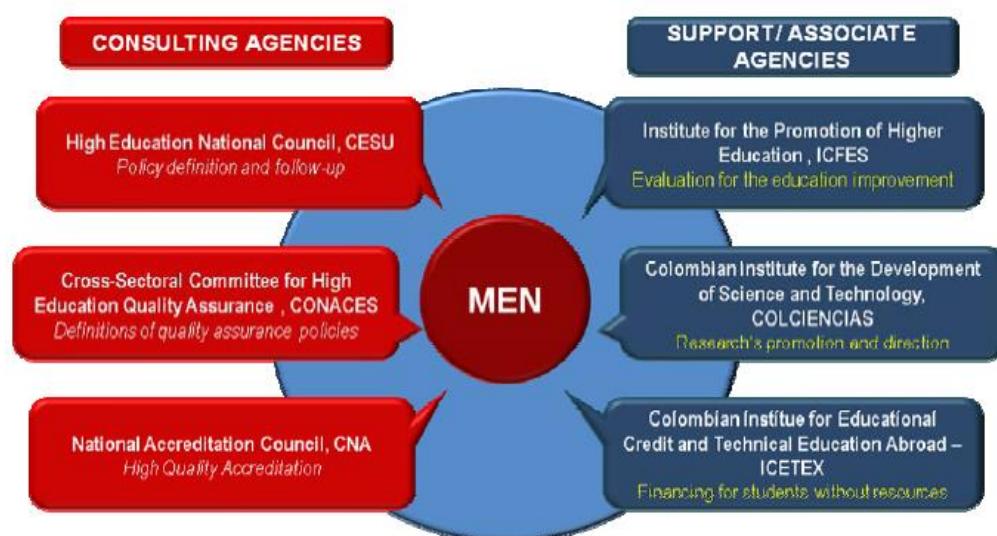 CONSULTING AGENCIES
High Education National Council, CESU
Policy definition and follow-up
Cross-Sectoral Committee for High
Education Quality Assurance , CONACES
Definitions of quality assurance policies
National Accreditation Council, CNA
High Quality Accreditation
MEN
SUPPORT/ ASSOCIATE
AGENCIES
Institute for the Promotion of Higher
Education , ICFES
Evaluation for the education improvement
Colombian Institute for the Development
of Science and Technology,
COLCIENCIAS
Research's promotion and direction
Colombian Institue for Educational
Credit and Technical Education Abroad –
ICETEX
Financing for students without resources